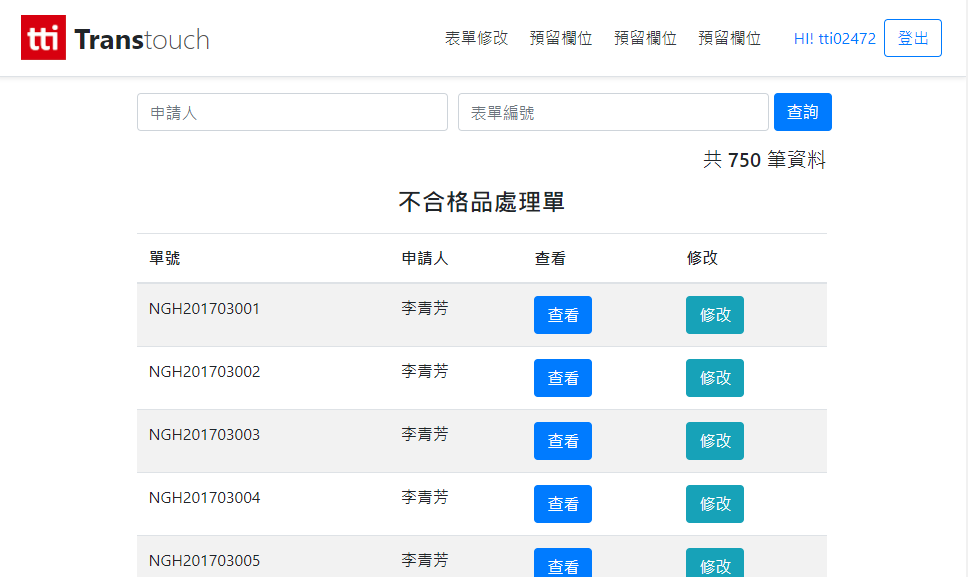 tti Transtouch 表單修改 預留欄位 預留欄位 預留欄位 HI! tti02472 登出
申請人 表單編號 查詢
共 750 筆資料
不合格品處理單
單號 申請人 查看 修改
NGH201703001 李青芳 查看 修改
NGH201703002 李青芳 查看 修改
NGH201703003 李青芳 查看 修改
NGH201703004 李青芳 查看 修改
NGH201703005 李青芳 查看 修改